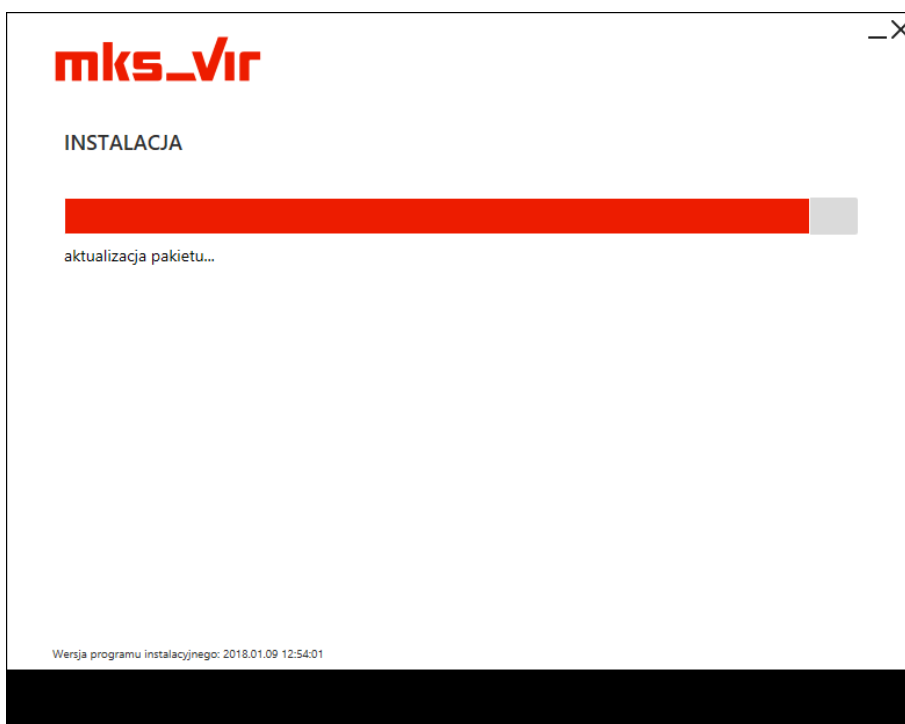 mks_vir
INSTALACJA
aktualizacja pakietu...
Wersja programu instalacyjnego: 2018.01.09 12:54:01